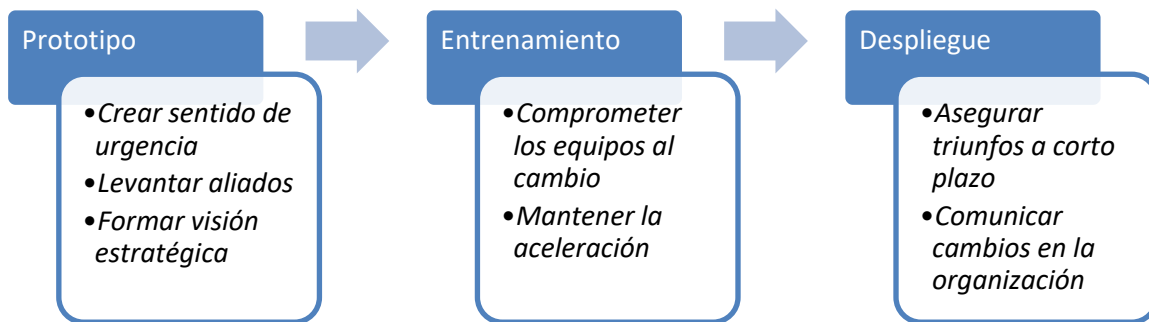 Prototipo
•Crear sentido de
urgencia
•Levantar aliados
•Formar visión
estratégica
Entrenamiento
•Comprometer
los equipos al
cambio
•Mantener la
aceleración
Despliegue
•Asegurar
triunfos a corto
plazo
•Comunicar
cambios en la
organización